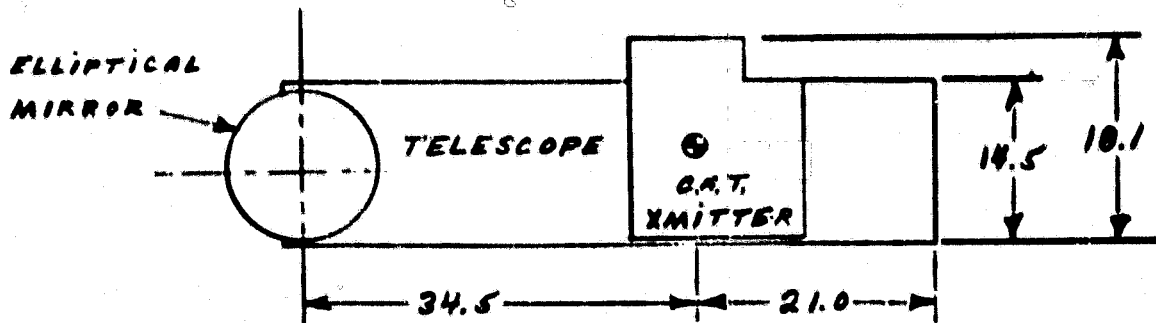 ELLIPTICAL
MIRROR
TELESCOPE
XMITTER
14.5
18.1
34.5
21.0